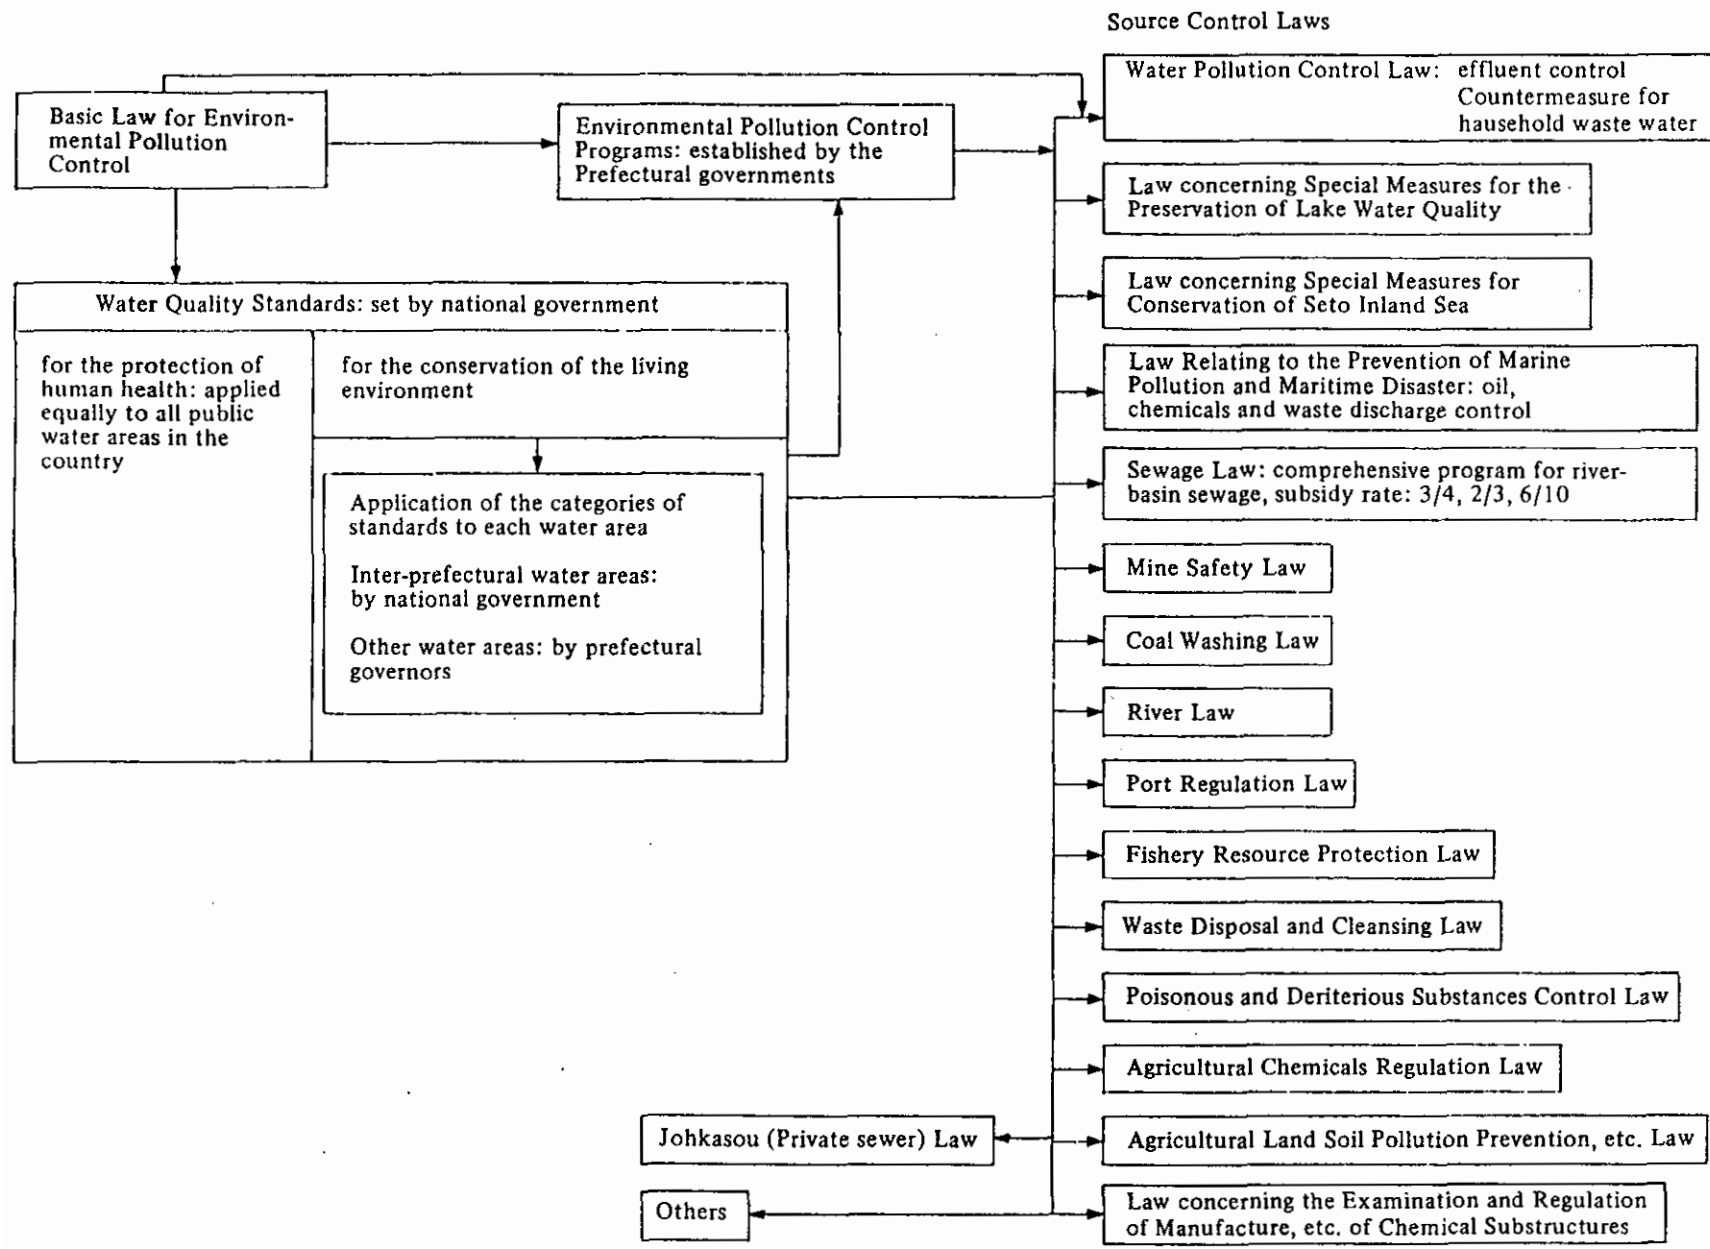 Source Control Laws
Water Pollution Control Law: effluent control
Countermeasure for
hausehold waste water
Basic Law for Environ-
mental Pollution
Control
Environmental Pollution Control
Programs: established by the
Prefectural governments
Law concerning Special Measures for the
Preservation of Lake Water Quality
Law concerning Special Measures for
Conservation of Seto Inland Sea
Water Quality Standards: set by national government
for the protection of
human health: applied
equally to all public
water areas in the
country
for the conservation of the living
environment
Application of the categories of
standards to each water area
Inter-prefectural water areas:
by national government
Other water areas: by prefectural
governors
Law Relating to the Prevention of Marine
Pollution and Maritime Disaster: oil,
chemicals and waste discharge control
Sewage Law: comprehensive program for river-
basin sewage, subsidy rate: 3/4, 2/3, 6/10
Mine Safety Law
Coal Washing Law
River Law
Port Regulation Law
Fishery Resource Protection Law
Waste Disposal and Cleansing Law
Poisonous and Deriterious Substances Control Law
Agricultural Chemicals Regulation Law
Johkasou (Private sewer) Law
Agricultural Land Soil Pollution Prevention, etc. Law
Others
Law concerning the Examination and Regulation
of Manufacture, etc. of Chemical Substructures